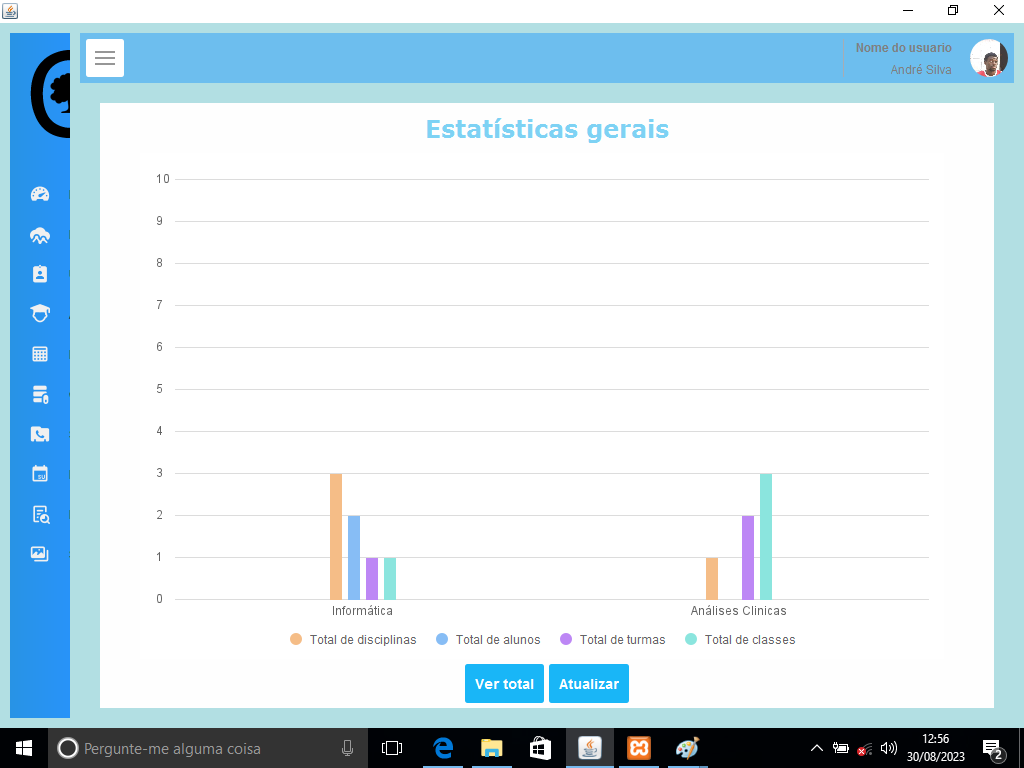 Nome do usuario
André Silva
Estatísticas gerais
10
9
8
7
6
5
4
3
2
1
0
Informática
Análises Clinicas
Total de disciplinas
Total de alunos
Total de turmas
Total de classes
Ver total
Atualizar
Pergunte-me alguma coisa
12:56
30/08/2023
2